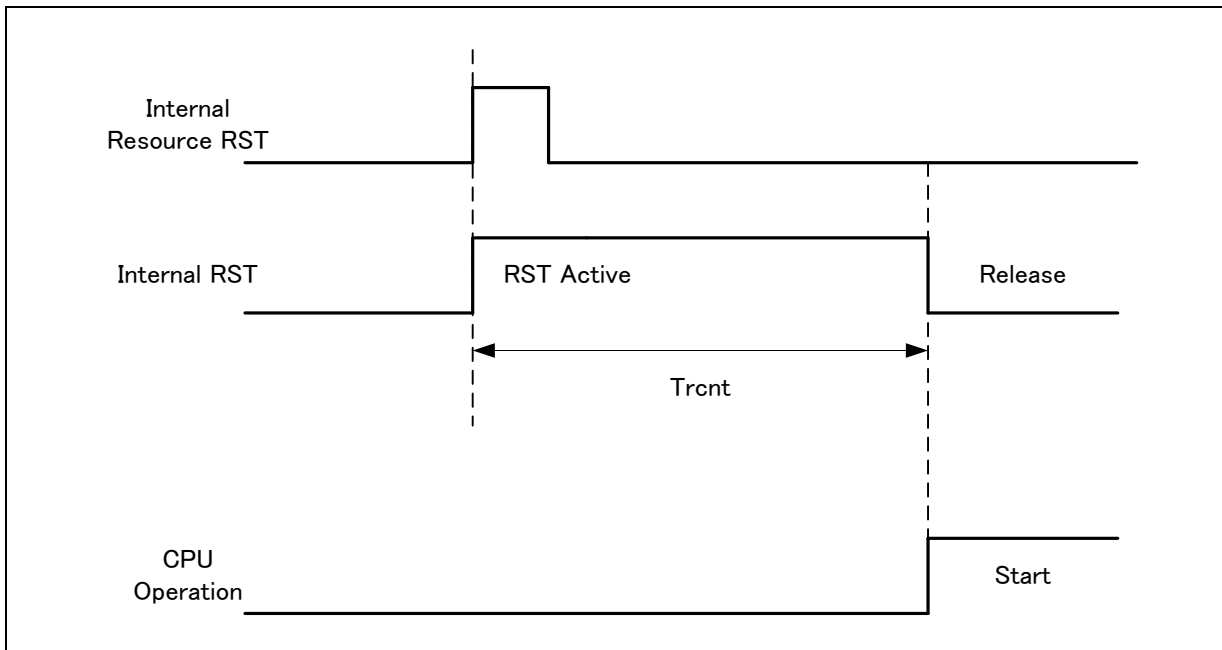 Internal
Resource RST
Internal RST
RST Active
Release
Trcnt
CPU
Operation
Start